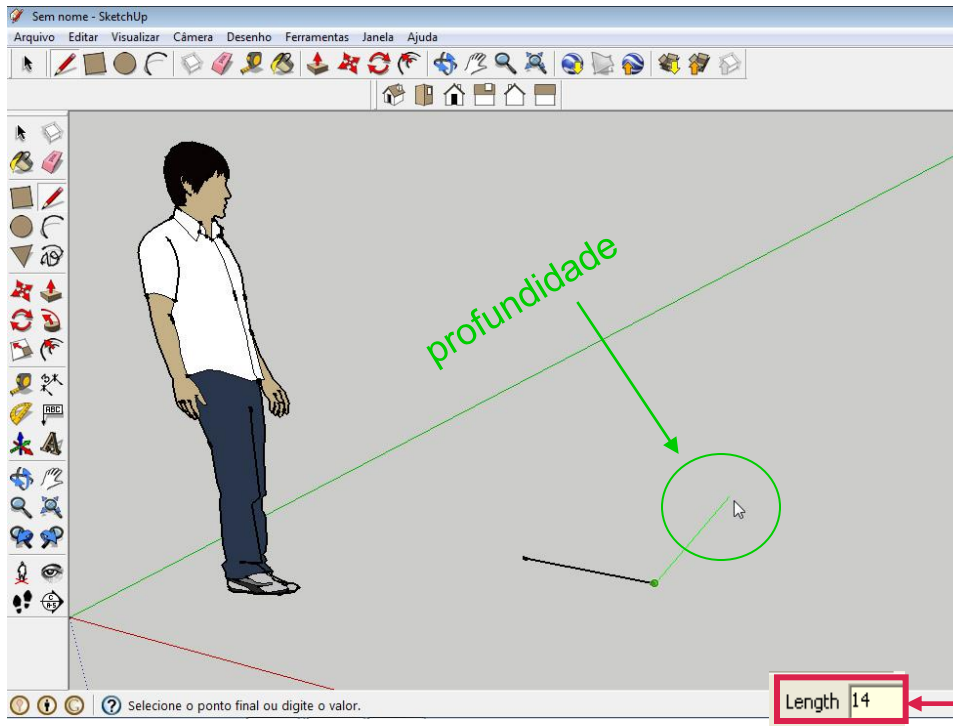 Sem nome - SketchUp
Arquivo Editar Visualizar Câmera Desenho Ferramentas Janela Ajuda
ABC
profundidade
Selecione o ponto final ou digite o valor.
Length 14